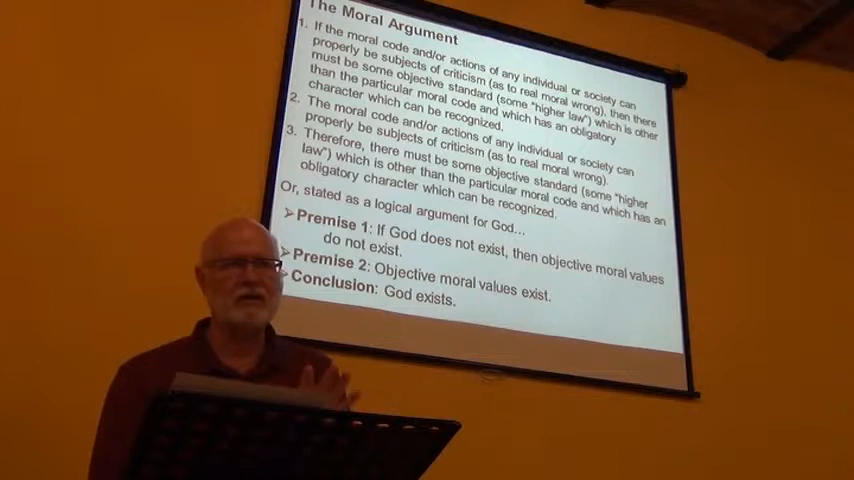 The Moral Argument
1. If the moral code and/or actions of any individual or society can
properly be subjects of criticism (as to real moral wrong), then there
must be some objective standard (some "higher law") which is other
than the particular moral code and which has an obligatory
character which can be recognized.
2. The moral code and/or actions of any individual or society can
properly be subjects of criticism (as to real moral wrong).
3. Therefore, there must be some objective standard (some "higher
law") which is other than the particular moral code and which has an
obligatory character which can be recognized.
Or, stated as a logical argument for God...
➢Premise 1: If God does not exist, then objective moral values
do not exist.
➢Premise 2: Objective moral values exist.
➢Conclusion: God exists.